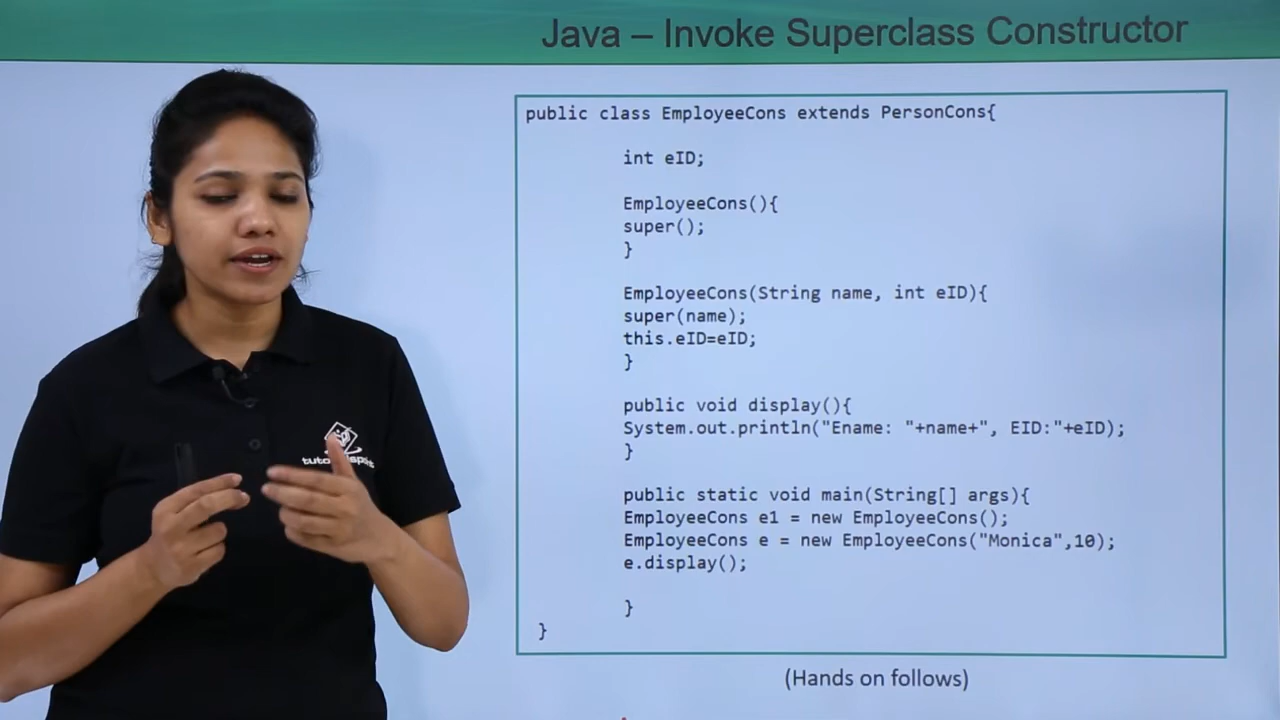 Java – Invoke Superclass Constructor
public class EmployeeCons extends PersonCons{
int eID;
EmployeeCons(){
super();
}
EmployeeCons(String name, int eID){
super(name);
this.eID=eID;
}
public void display(){
System.out.println("Ename: "+name+", EID:"+eID);
}
public static void main(String[] args){
EmployeeCons e1 = new EmployeeCons();
EmployeeCons e = new EmployeeCons("Monica",10);
e.display();
}
}
(Hands on follows)